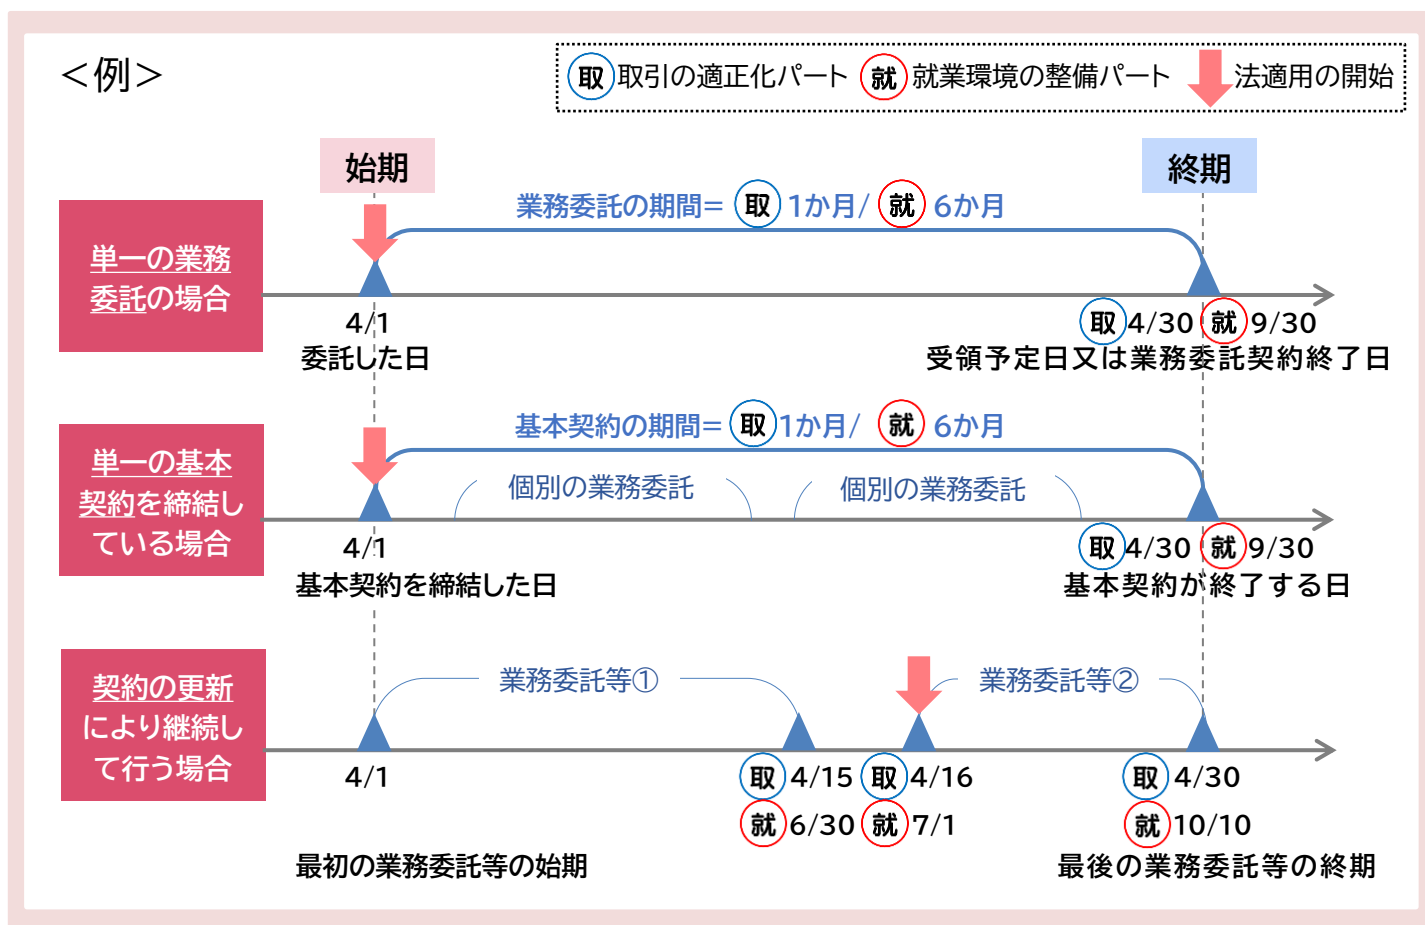 ＜例＞
取 取引の適正化パート 就 就業環境の整備パート 法適用の開始
始期
終期
単一の業務
委託の場合
業務委託の期間= 取 1か月/ 就 6か月
4/1
委託した日
取 4/30 就 9/30
受領予定日又は業務委託契約終了日
単一の基本
契約を締結し
ている場合
基本契約の期間= 取 1か月/ 就 6か月
個別の業務委託
個別の業務委託
4/1
基本契約を締結した日
取 4/30 就 9/30
基本契約が終了する日
契約の更新
により継続し
て行う場合
業務委託等①
業務委託等②
4/1
取 4/15 取 4/16
取 4/30
就 6/30 就 7/1
就 10/10
最初の業務委託等の始期
最後の業務委託等の終期